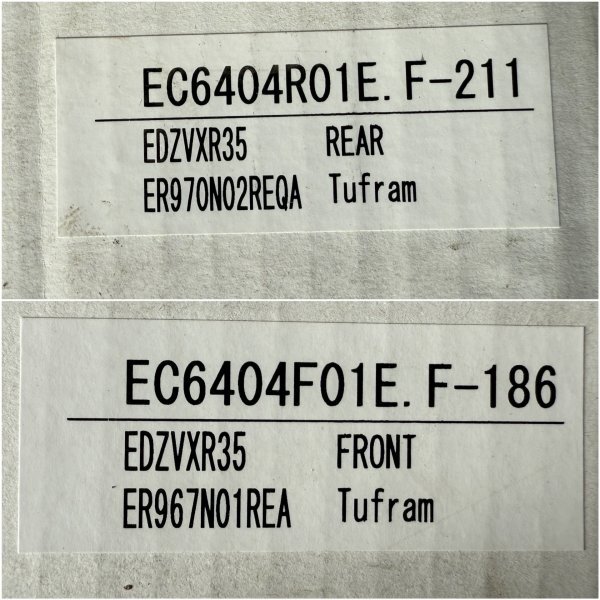 EC6404R01E. F-211
EDZVXR35 REAR
ER970N02REQA Tufram
EC6404F01E. F-186
EDZVXR35 FRONT
ER967N01REA Tufram